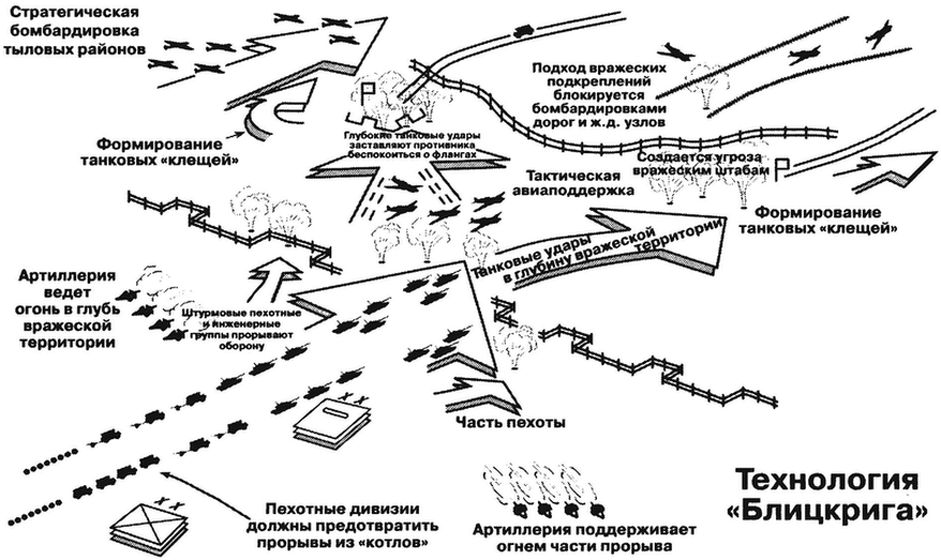 Стратегическая
бомбардировка
тыловых районов
Подход вражеских
подкреплений
блокируется
бомбардировками
дорог и ж.д. узлов
Формирование
танковых «клещей»
Глубокие танковые удары
заставляют противника
беспокоиться о флангах
Создается угроза
вражеским штабам
Тактическая
авиаподдержка
Формирование
танковых «клещей»
Танковые удары
в глубину вражеской
территории
Артиллерия
ведет
огонь в глубь
вражеской
территории
Штурмовые пехотные
и инженерные
группы прорывают
оборону
Часть пехоты
Технология
«Блицкрига»
Пехотные дивизии
должны предотвратить
прорывы из «котлов»
Артиллерия поддерживает
огнем части прорыва